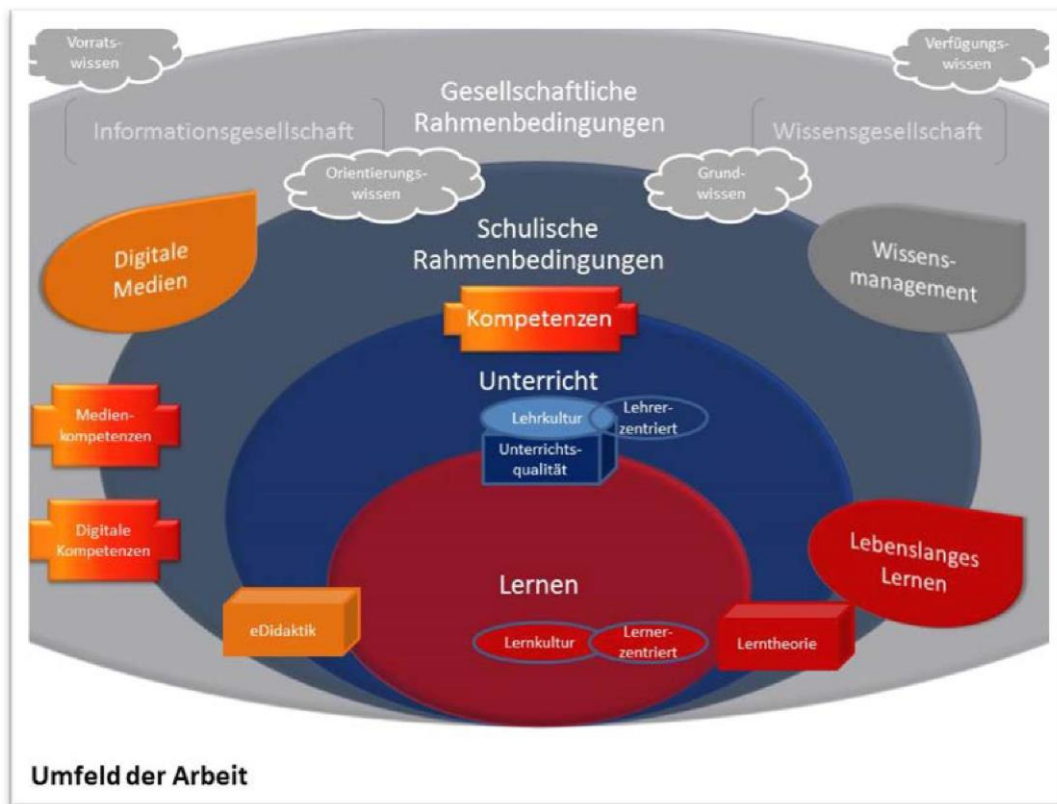 Vorrats-
wissen
Verfügungs-
wissen
Gesellschaftliche
Rahmenbedingungen
Informationsgesellschaft
Wissensgesellschaft
Orientierungs-
wissen
Grund-
wissen
Digitale
Medien
Schulische
Rahmenbedingungen
Wissens-
management
Kompetenzen
Unterricht
Lehrkultur
Lehrer-
zentriert
Medien-
kompetenzen
Unterrichts-
qualität
Digitale
Kompetenzen
Lebenslanges
Lernen
Lernen
eDidaktik
Lernkultur
Lerner-
zentriert
Lerntheorie
Umfeld der Arbeit